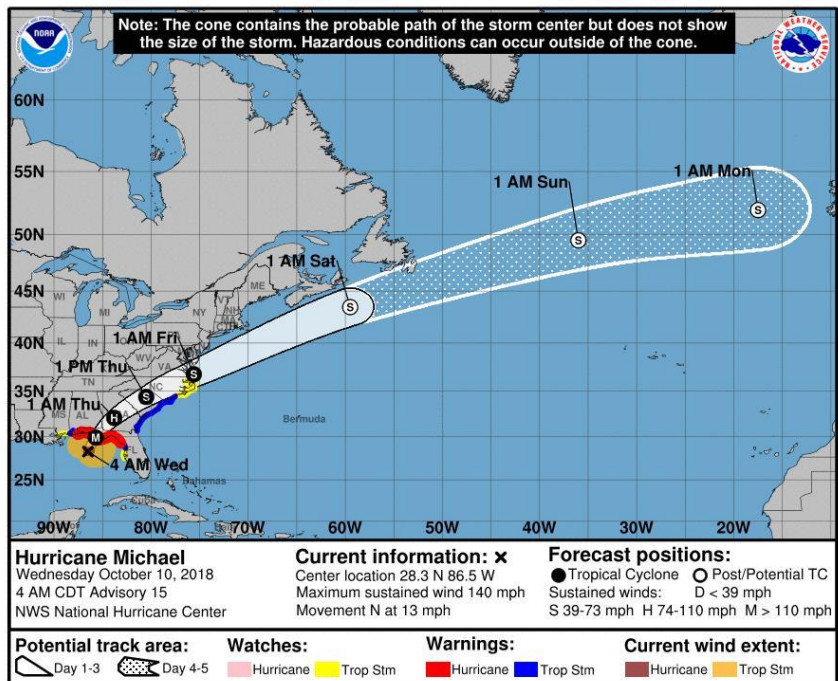 Note: The cone contains the probable path of the storm center but does not show
the size of the storm. Hazardous conditions can occur outside of the cone.
NOAA
NATIONAL WEATHER SERVICE
60N
55N
1 AM Mon
1 AM Sun
S
S
50N
1 AM Sat
45N
WI
MI
NY
VT
NH
MA
ME
S
40N
IL
IN
1 AM Fri
WV
VA
S
1 PM Thu
35N
TN
NC
S
1 AM Thu
MS
AL
H
Bermuda
30N
M
FL
4 AM Wed
25N
Bahamas
Cuba
90W 80W 70W 60W 50W 40W 30W 20W
Hurricane Michael
Wednesday October 10, 2018
4 AM CDT Advisory 15
NWS National Hurricane Center
Current information: ×
Center location 28.3 N 86.5 W
Maximum sustained wind 140 mph
Movement N at 13 mph
Forecast positions:
● Tropical Cyclone ○ Post/Potential TC
Sustained winds: D < 39 mph
S 39-73 mph H 74-110 mph M > 110 mph
Potential track area:
Day 1-3 Day 4-5
Watches:
Hurricane Trop Stm
Warnings:
Hurricane Trop Stm
Current wind extent:
Hurricane Trop Stm